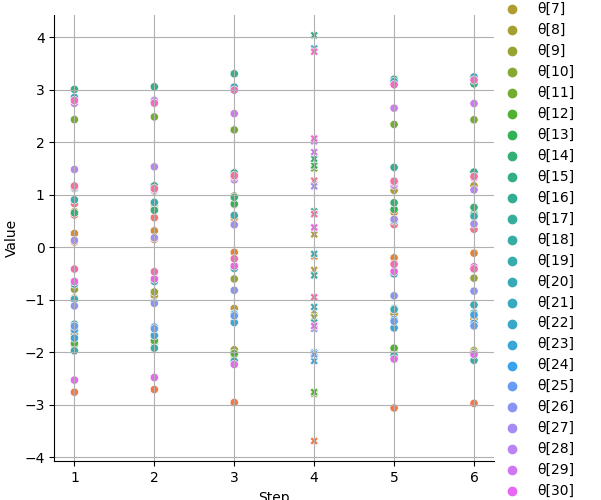 4
3
2
1
0
−1
−2
−3
−4
Value
1 2 3 4 5 6
Step
θ[7]
θ[8]
θ[9]
θ[10]
θ[11]
θ[12]
θ[13]
θ[14]
θ[15]
θ[16]
θ[17]
θ[18]
θ[19]
θ[20]
θ[21]
θ[22]
θ[23]
θ[24]
θ[25]
θ[26]
θ[27]
θ[28]
θ[29]
θ[30]